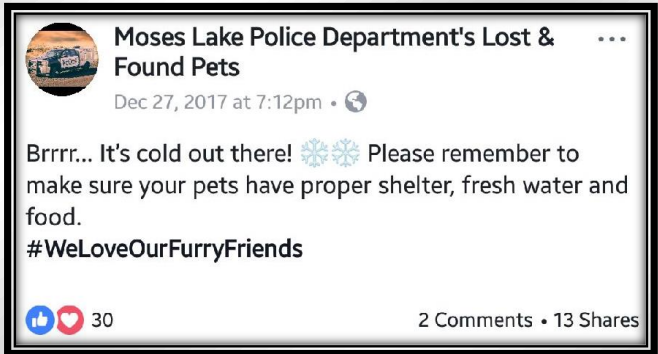 Moses Lake Police Department's Lost &
Found Pets
Dec 27, 2017 at 7:12pm •
Brrrr... It's cold out there! ❄❄ Please remember to
make sure your pets have proper shelter, fresh water and
food.
#WeLoveOurFurryFriends
30
2 Comments • 13 Shares